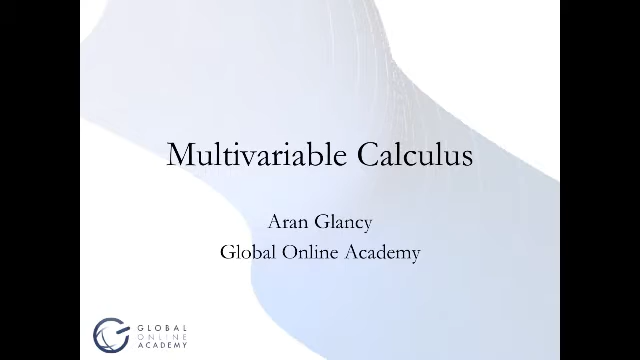 Multivariable Calculus
Aran Glancy
Global Online Academy
GLOBAL
ONLINE
ACADEMY